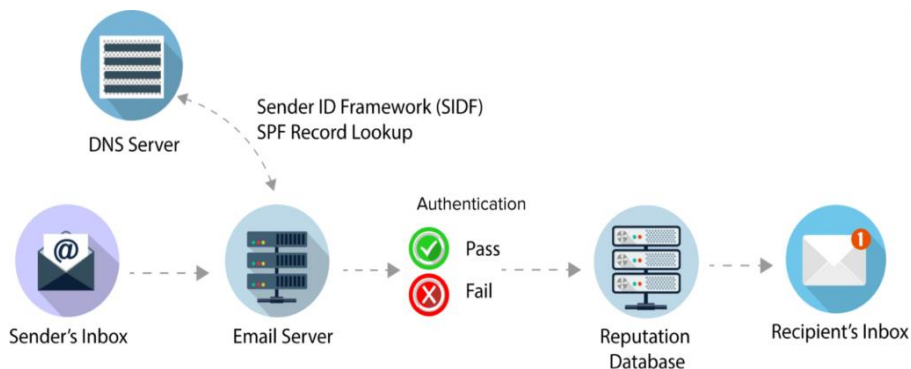 DNS Server
Sender ID Framework (SIDF)
SPF Record Lookup
@
Sender's Inbox
Email Server
Authentication
Pass
Fail
Reputation
Database
1
Recipient's Inbox